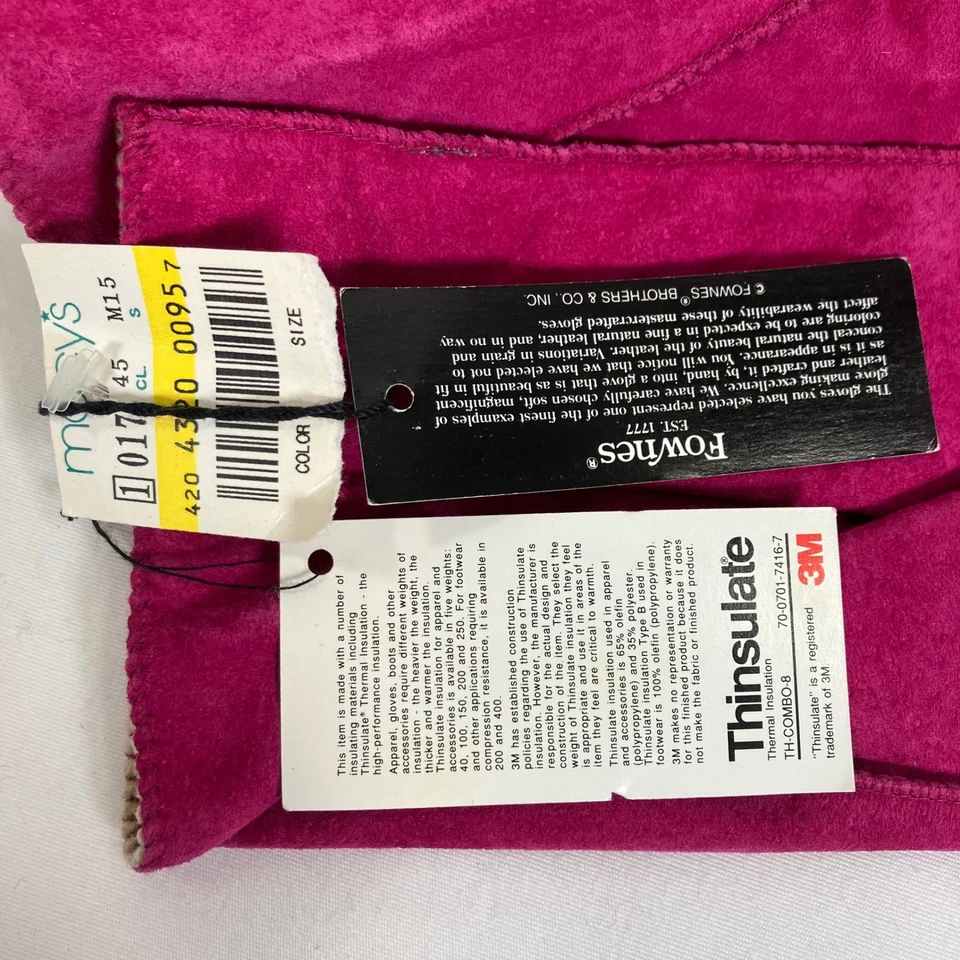 macy's
1 017 45 M15
CL. S
420 4320 00957
COLOR SIZE
Fownes®
EST. 1777
The gloves you have selected represent one of the finest examples of
glove making excellence. We have carefully chosen soft, magnificent
leather and crafted it, by hand, into a glove that is as beautiful in fit
as it is in appearance. You will notice that we have elected not to
conceal the natural beauty of the leather. Variations in grain and
coloring are to be expected in a fine natural leather, and in no way
affect the wearability of these mastercrafted gloves.
© FOWNES® BROTHERS & CO., INC.
This item is made with a number of
insulating materials including
Thinsulate® Thermal Insulation - the
high-performance insulation.
Apparel, gloves, boots and other
accessories require different weights of
insulation - the heavier the weight, the
thicker and warmer the insulation.
Thinsulate insulation for apparel and
accessories is available in five weights:
40, 100, 150, 200 and 250. For footwear
and other applications requiring
compression resistance, it is available in
200 and 400.
3M has established construction
policies regarding the use of Thinsulate
insulation. However, the manufacturer is
responsible for the actual design and
construction of the item. They select the
weight of Thinsulate insulation they feel
is appropriate and use it in areas of the
item they feel are critical to warmth.
Thinsulate insulation used in apparel
and accessories is 65% olefin
(polypropylene) and 35% polyester.
Thinsulate insulation Type B used in
footwear is 100% olefin (polypropylene).
3M makes no representation or warranty
for this finished product because it does
not make the fabric or finished product.
Thinsulate®
Thermal Insulation
TH-COMBO-8 70-0701-7416-7
"Thinsulate" is a registered
trademark of 3M.
3M